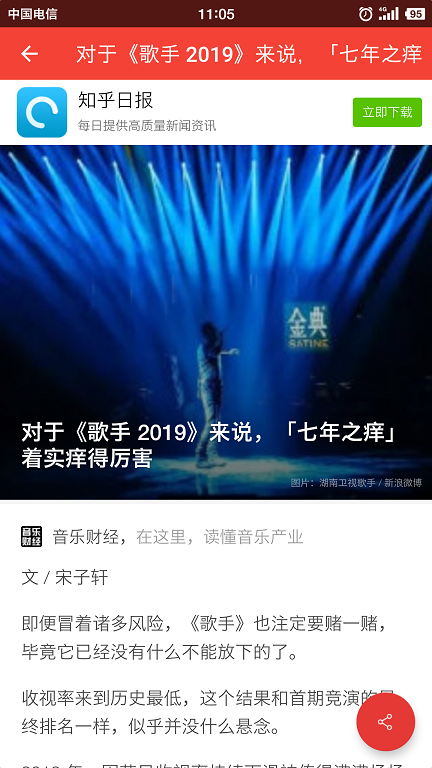 中国电信
11:05
4G
95
对于《歌手 2019》来说，「七年之痒
知乎日报
每日提供高质量新闻资讯
立即下载
金典
SATINE
对于《歌手 2019》来说，「七年之痒」
着实痒得厉害
图片：湖南卫视歌手 / 新浪微博
音乐
财经
音乐财经，在这里，读懂音乐产业
文 / 宋子轩
即便冒着诸多风险，《歌手》也注定要赌一赌，
毕竟它已经没有什么不能放下的了。
收视率来到历史最低，这个结果和首期竞演的最
终排名一样，似乎并没什么悬念。